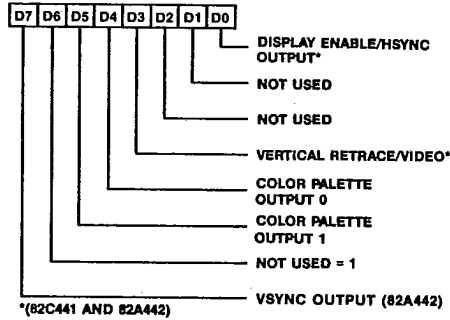 D7 D6 D5 D4 D3 D2 D1 D0
DISPLAY ENABLE/HSYNC
OUTPUT*
NOT USED
NOT USED
VERTICAL RETRACE/VIDEO*
COLOR PALETTE
OUTPUT 0
COLOR PALETTE
OUTPUT 1
NOT USED = 1
VSYNC OUTPUT (82A442)
*(82C441 AND 82A442)